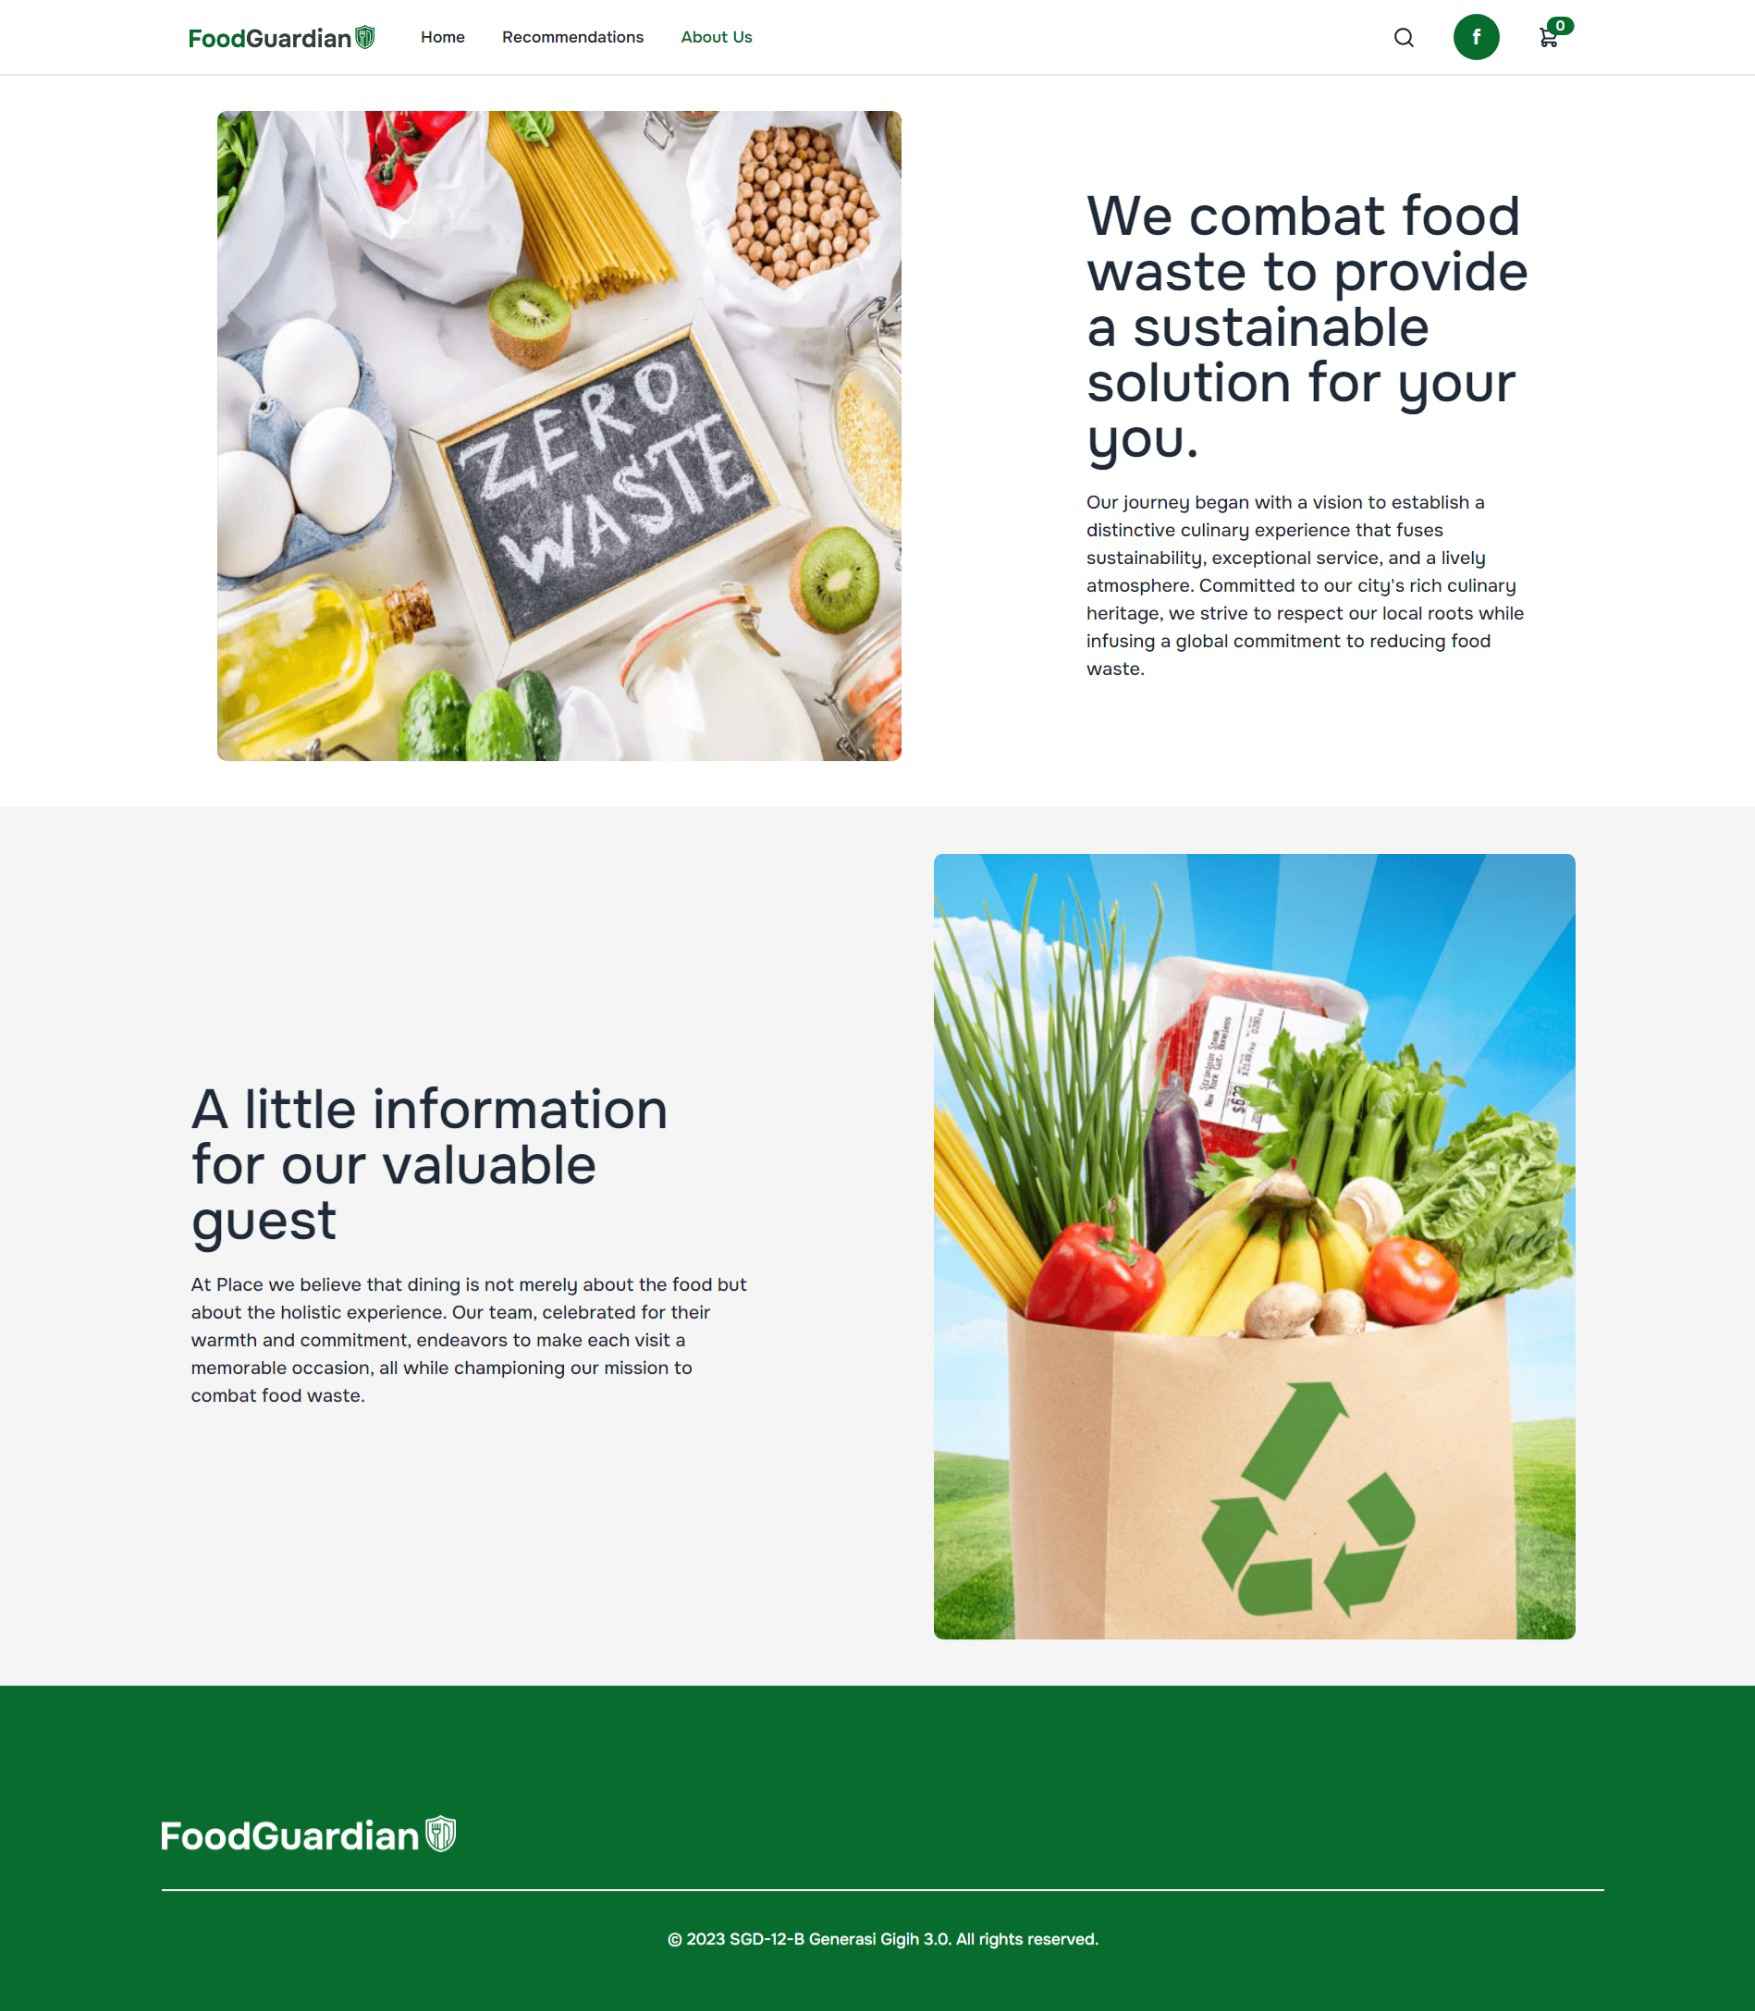 FoodGuardian
Home
Recommendations
About Us
f
0
ZERO
WASTE
We combat food
waste to provide
a sustainable
solution for your
you.
Our journey began with a vision to establish a
distinctive culinary experience that fuses
sustainability, exceptional service, and a lively
atmosphere. Committed to our city's rich culinary
heritage, we strive to respect our local roots while
infusing a global commitment to reducing food
waste.
A little information
for our valuable
guest
At Place we believe that dining is not merely about the food but
about the holistic experience. Our team, celebrated for their
warmth and commitment, endeavors to make each visit a
memorable occasion, all while championing our mission to
combat food waste.
New York Cut. Boneless
FoodGuardian
© 2023 SGD-12-B Generasi Gigih 3.0. All rights reserved.